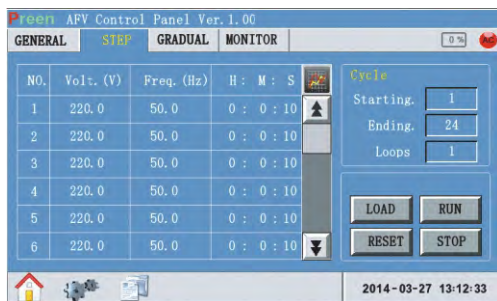 Preen AFV Control Panel Ver. 1.00
GENERAL STEP GRADUAL MONITOR 0 %
NO. Volt. (V) Freq. (Hz) H : M : S
1 220.0 50.0 0 : 0 : 10
2 220.0 50.0 0 : 0 : 10
3 220.0 50.0 0 : 0 : 10
4 220.0 50.0 0 : 0 : 10
5 220.0 50.0 0 : 0 : 10
6 220.0 50.0 0 : 0 : 10
Cycle
Starting. 1
Ending. 24
Loops 1
LOAD RUN
RESET STOP
2014-03-27 13:12:33